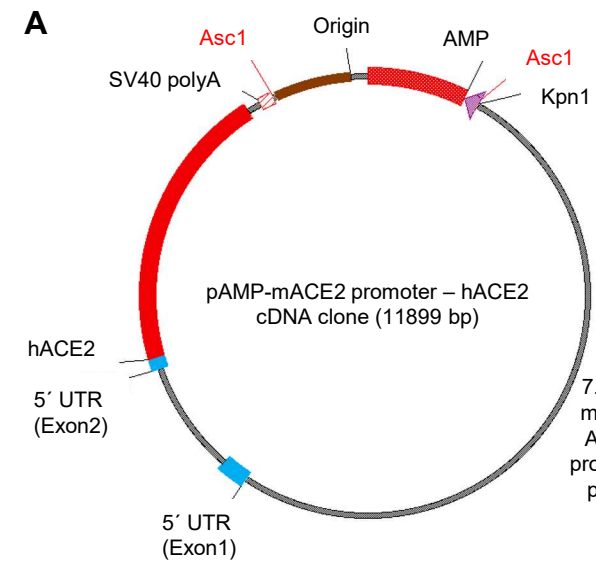 A
Asc1
Origin
AMP
Asc1
SV40 polyA
Kpn1
pAMP-mACE2 promoter – hACE2
cDNA clone (11899 bp)
hACE2
5´ UTR
(Exon2)
5´ UTR
(Exon1)